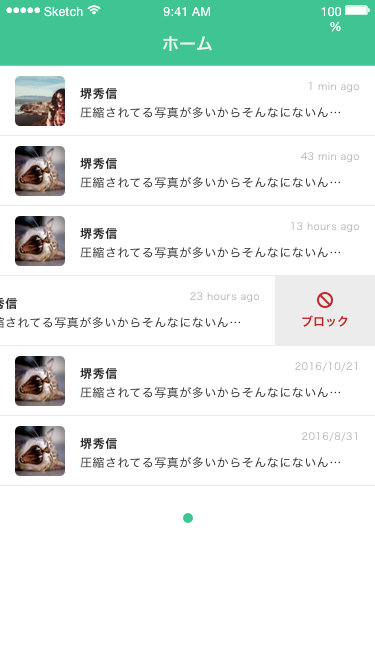 Sketch 9:41 AM 100%
ホーム
堺秀信 1 min ago
圧縮されてる写真が多いからそんなにないん…
堺秀信 43 min ago
圧縮されてる写真が多いからそんなにないん…
堺秀信 13 hours ago
圧縮されてる写真が多いからそんなにないん…
秀信 23 hours ago
されてる写真が多いからそんなにないん…
ブロック
堺秀信 2016/10/21
圧縮されてる写真が多いからそんなにないん…
堺秀信 2016/8/31
圧縮されてる写真が多いからそんなにないん…